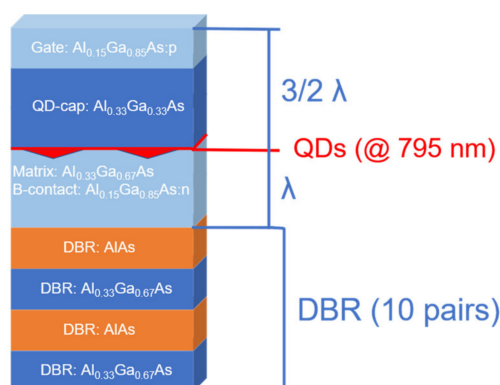 Gate: Al0.15Ga0.85As:p
3/2 λ
QD-cap: Al0.33Ga0.33As
QDs (@ 795 nm)
Matrix: Al0.33Ga0.67As
B-contact: Al0.15Ga0.85As:n
λ
DBR: AlAs
DBR: Al0.33Ga0.67As
DBR (10 pairs)
DBR: AlAs
DBR: Al0.33Ga0.67As